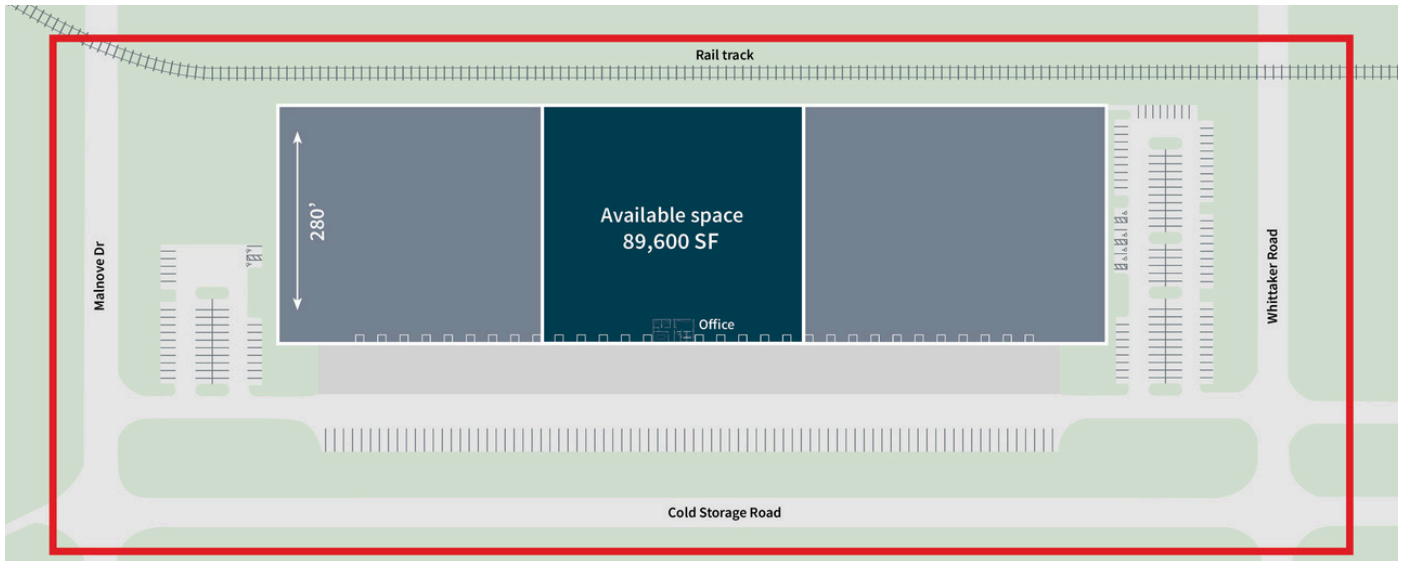 Rail track
280’
Available space
89,600 SF
Office
Malnove Dr
Whittaker Road
Cold Storage Road